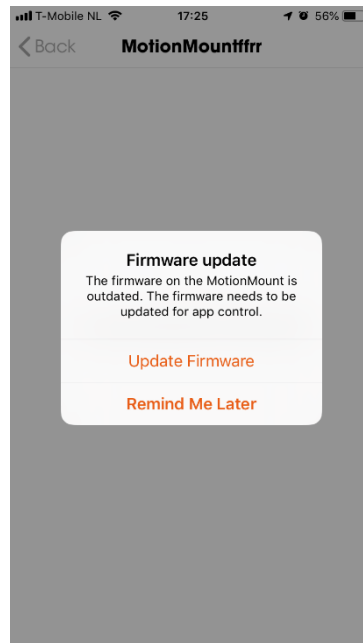 T-Mobile NL 17:25 56%
Back MotionMountffrr
Firmware update
The firmware on the MotionMount is
outdated. The firmware needs to be
updated for app control.
Update Firmware
Remind Me Later